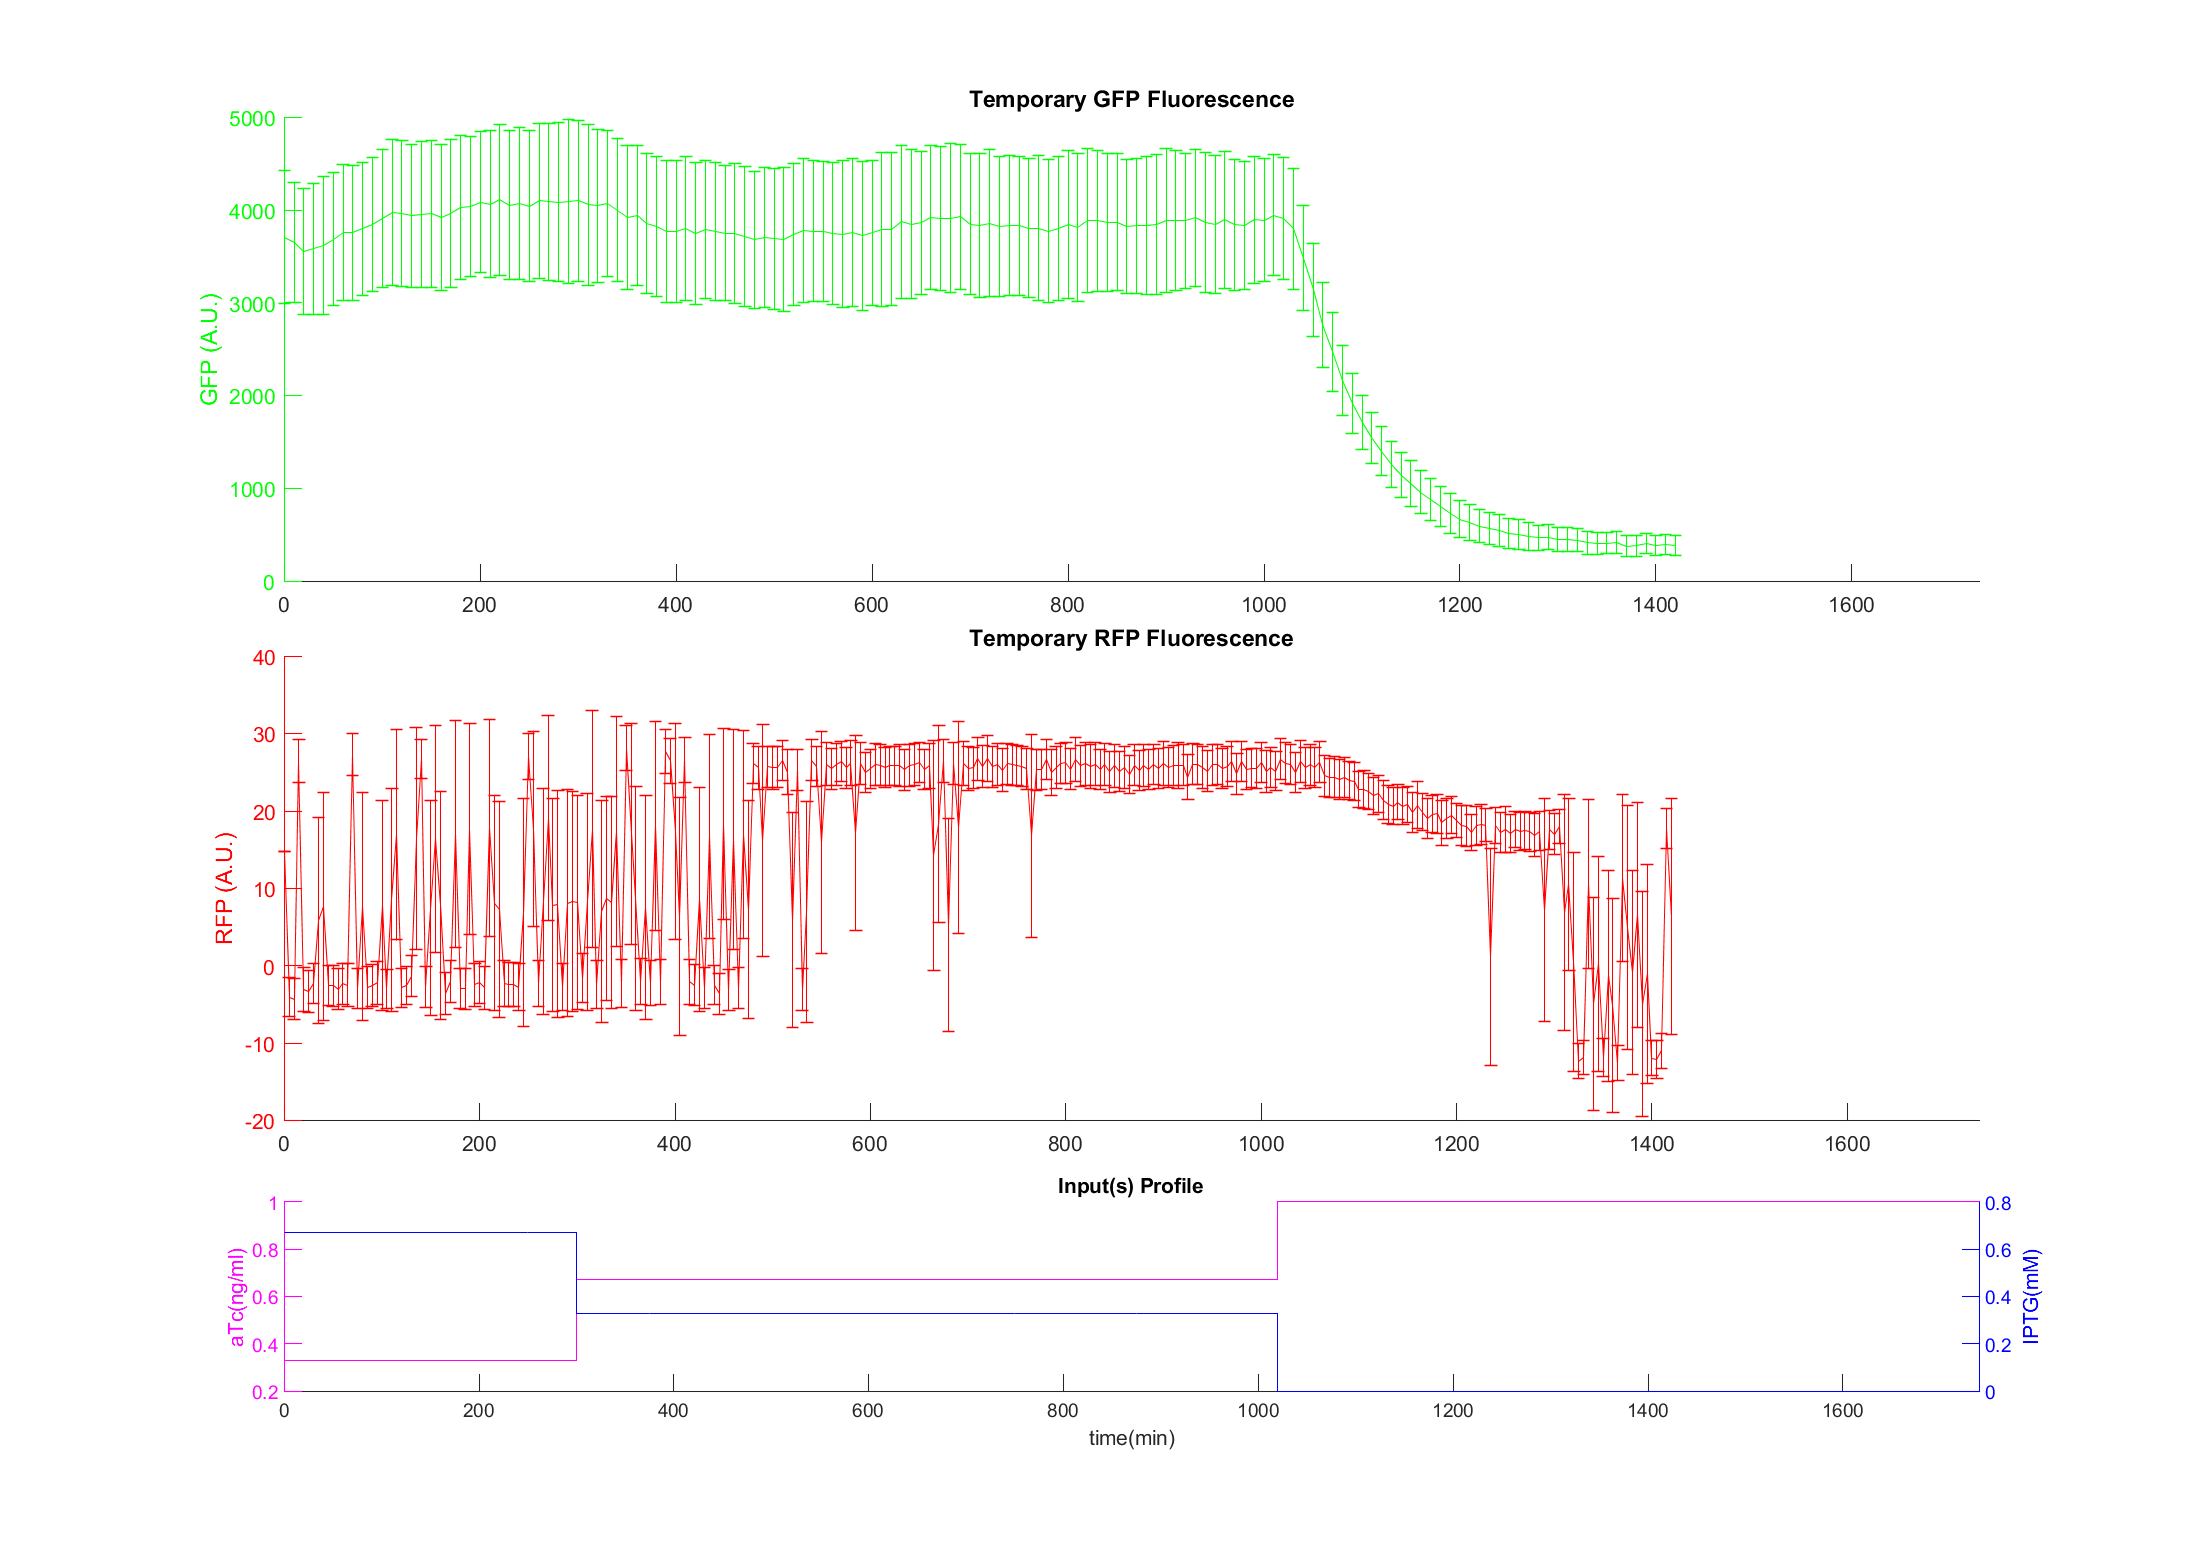 Temporary GFP Fluorescence
GFP (A.U.)
5000
4000
3000
2000
1000
0
0 200 400 600 800 1000 1200 1400 1600
Temporary RFP Fluorescence
RFP (A.U.)
40
30
20
10
0
-10
-20
0 200 400 600 800 1000 1200 1400 1600
Input(s) Profile
aTc(ng/ml)
1
0.8
0.6
0.4
0.2
IPTG(mM)
0.8
0.6
0.4
0.2
0
0 200 400 600 800 1000 1200 1400 1600
time(min)